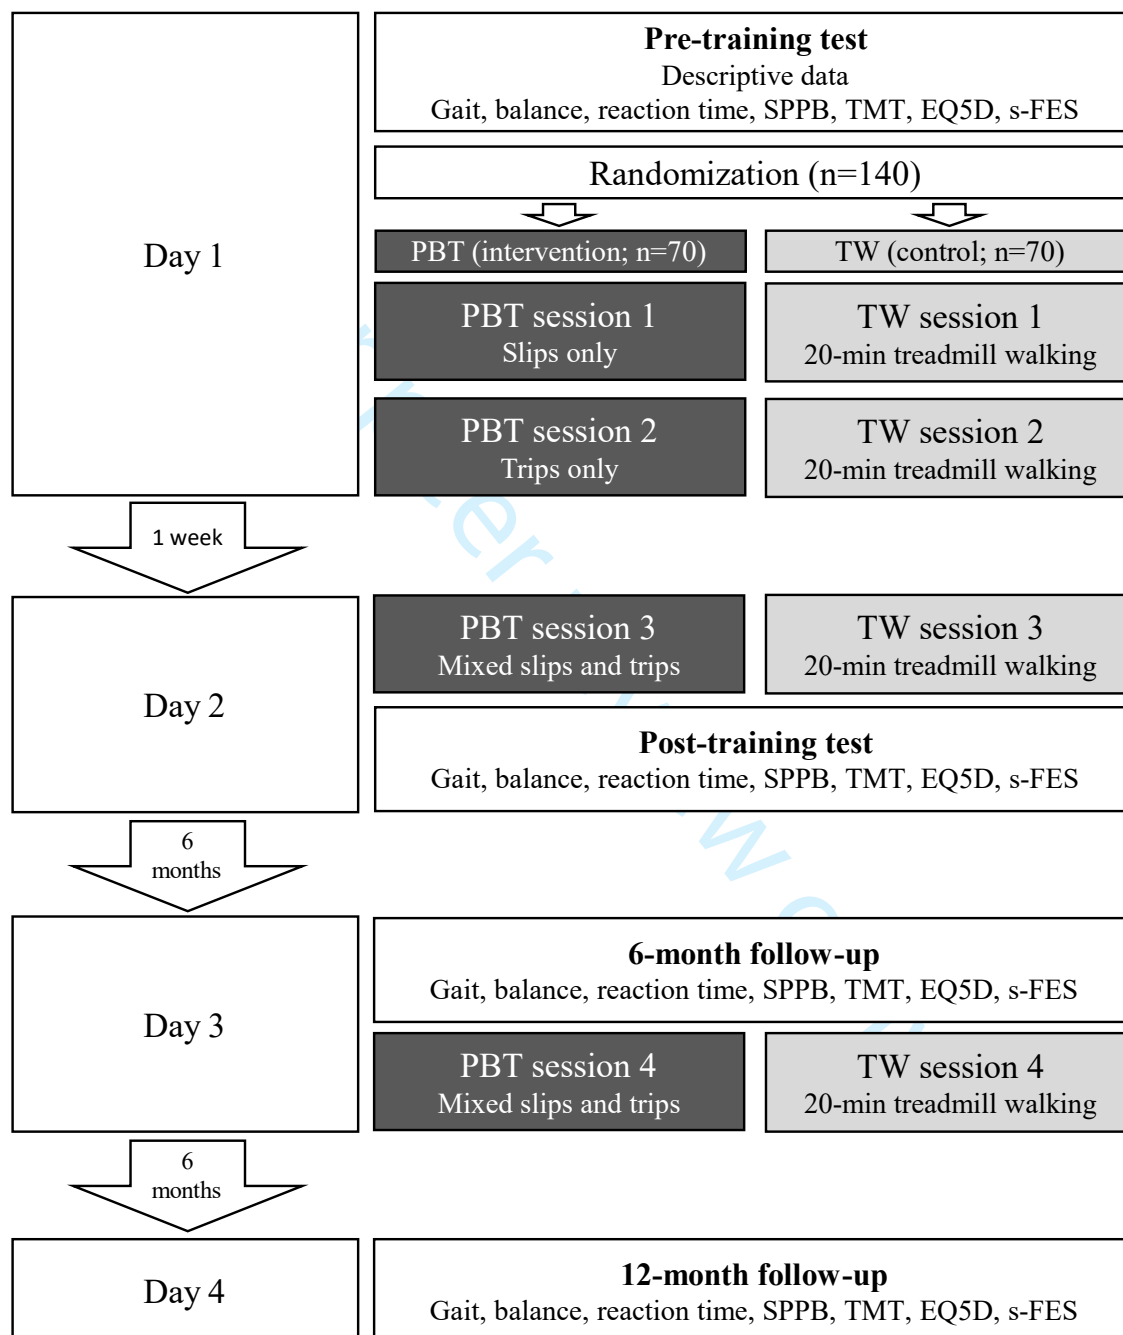 Pre-training test
Descriptive data
Gait, balance, reaction time, SPPB, TMT, EQ5D, s-FES
Randomization (n=140)
Day 1
PBT (intervention; n=70)
TW (control; n=70)
PBT session 1
Slips only
TW session 1
20-min treadmill walking
PBT session 2
Trips only
TW session 2
20-min treadmill walking
1 week
Day 2
PBT session 3
Mixed slips and trips
TW session 3
20-min treadmill walking
Post-training test
Gait, balance, reaction time, SPPB, TMT, EQ5D, s-FES
6
months
Day 3
6-month follow-up
Gait, balance, reaction time, SPPB, TMT, EQ5D, s-FES
PBT session 4
Mixed slips and trips
TW session 4
20-min treadmill walking
6
months
Day 4
12-month follow-up
Gait, balance, reaction time, SPPB, TMT, EQ5D, s-FES